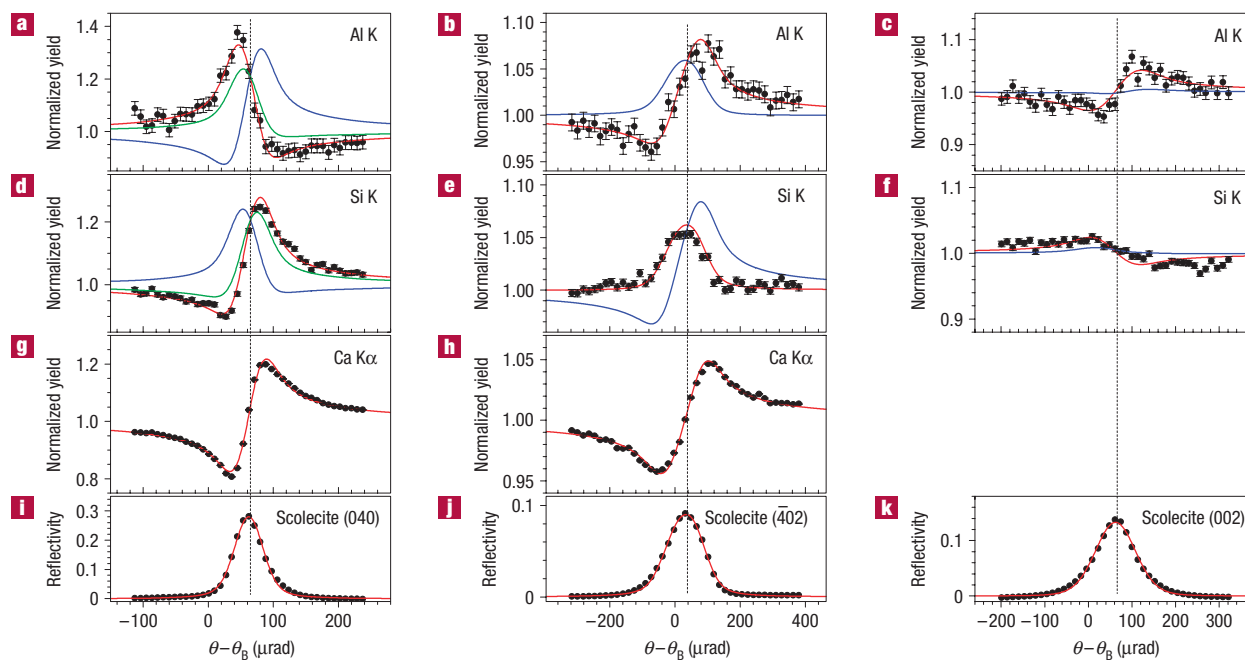 a
Al K
Normalized yield
1.4
1.2
1.0
b
Al K
Normalized yield
1.10
1.05
1.00
0.95
c
Al K
Normalized yield
1.1
1.0
0.9
d
Si K
Normalized yield
1.2
1.0
e
Si K
Normalized yield
1.10
1.05
1.00
f
Si K
Normalized yield
1.1
1.0
0.9
g
Ca Kα
Normalized yield
1.2
1.0
0.8
h
Ca Kα
Normalized yield
1.05
1.00
0.95
i
Scolecite (040)
Reflectivity
0.3
0.2
0.1
0
−100 0 100 200
θ−θB (μrad)
j
Scolecite (4̅02)
Reflectivity
0.1
0
−200 0 200 400
θ−θB (μrad)
k
Scolecite (002)
Reflectivity
0.1
0
−200 −100 0 100 200 300
θ−θB (μrad)